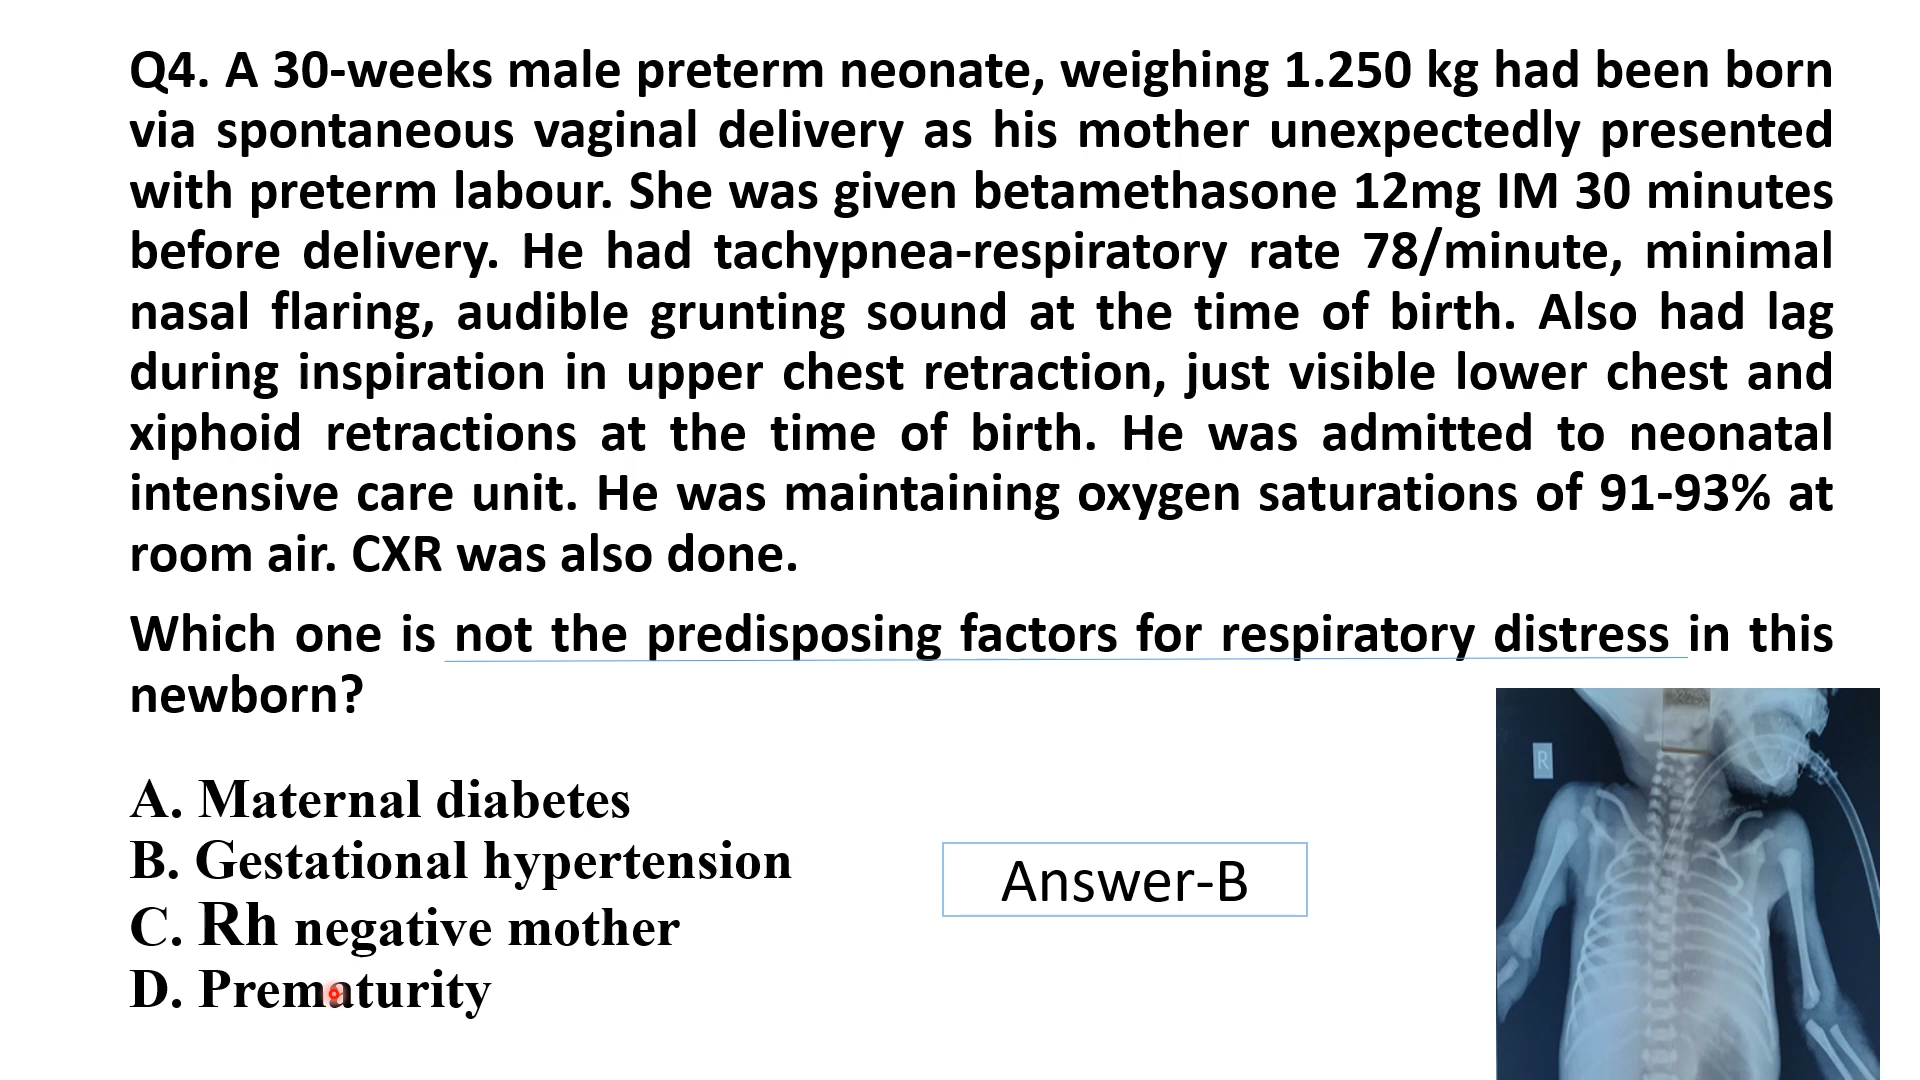 Q4. A 30-weeks male preterm neonate, weighing 1.250 kg had been born
via spontaneous vaginal delivery as his mother unexpectedly presented
with preterm labour. She was given betamethasone 12mg IM 30 minutes
before delivery. He had tachypnea-respiratory rate 78/minute, minimal
nasal flaring, audible grunting sound at the time of birth. Also had lag
during inspiration in upper chest retraction, just visible lower chest and
xiphoid retractions at the time of birth. He was admitted to neonatal
intensive care unit. He was maintaining oxygen saturations of 91-93% at
room air. CXR was also done.
Which one is not the predisposing factors for respiratory distress in this
newborn?
A. Maternal diabetes
B. Gestational hypertension
C. Rh negative mother
D. Prematurity
Answer-B
R